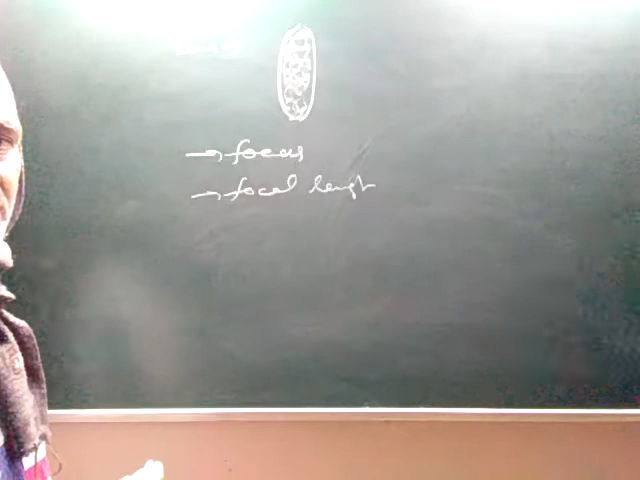 → focus
→ focal length